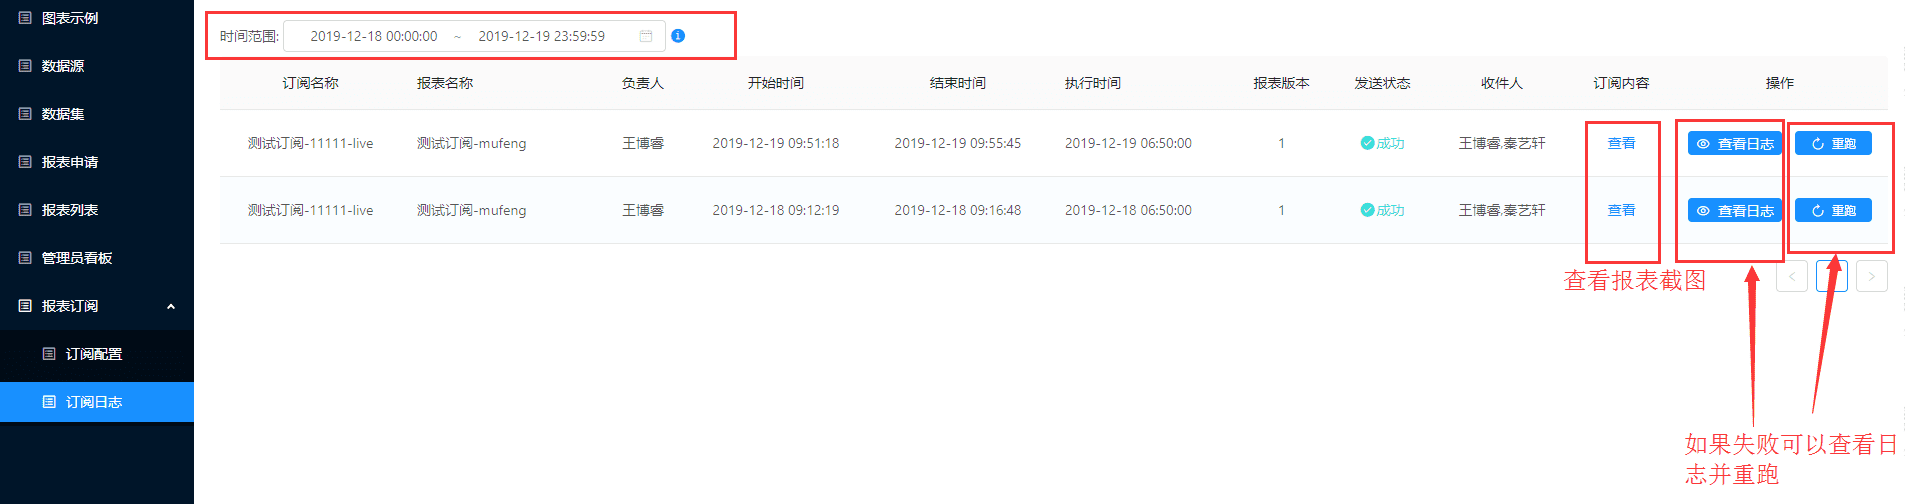 图表示例
数据源
数据集
报表申请
报表列表
管理员看板
报表订阅
订阅配置
订阅日志
时间范围: 2019-12-18 00:00:00 ~ 2019-12-19 23:59:59
订阅名称 报表名称 负责人 开始时间 结束时间 执行时间 报表版本 发送状态 收件人 订阅内容 操作
测试订阅-11111-live 测试订阅-mufeng 王博睿 2019-12-19 09:51:18 2019-12-19 09:55:45 2019-12-19 06:50:00 1 成功 王博睿,秦艺轩 查看 查看日志 重跑
测试订阅-11111-live 测试订阅-mufeng 王博睿 2019-12-18 09:12:19 2019-12-18 09:16:48 2019-12-18 06:50:00 1 成功 王博睿,秦艺轩 查看 查看日志 重跑
查看报表截图
如果失败可以查看日
志并重跑